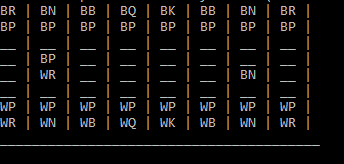 BR | BN | BB | BQ | BK | BB | BN | BR |
BP | BP | BP | BP | BP | BP | BP | BP |
__ | __ | __ | __ | __ | __ | __ | __ |
__ | BP | __ | __ | __ | __ | __ | __ |
__ | WR | __ | __ | __ | __ | BN | __ |
__ | __ | __ | __ | __ | __ | __ | __ |
WP | WP | WP | WP | WP | WP | WP | WP |
WR | WN | WB | WQ | WK | WB | WN | WR |
________________________________________